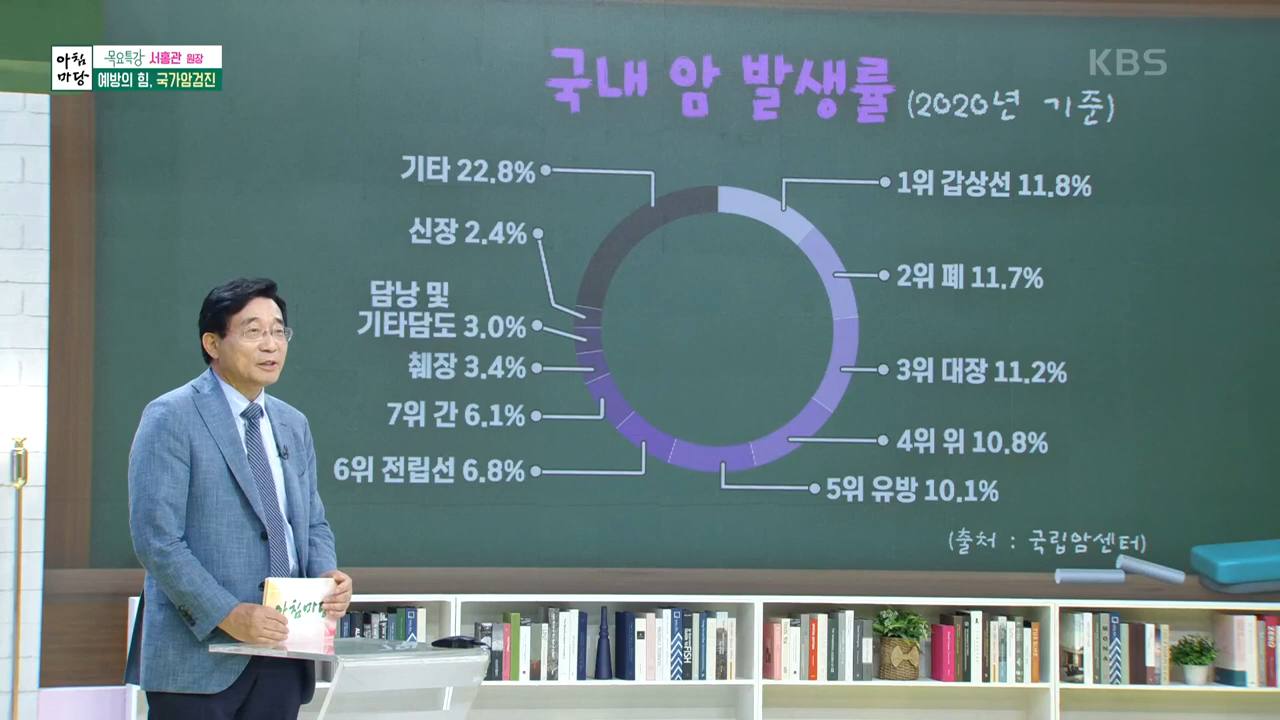 아침
마당
목요특강 서홍관 원장
예방의 힘, 국가암검진
KBS
국내 암 발생률 (2020년 기준)
기타 22.8%
신장 2.4%
담낭 및
기타담도 3.0%
췌장 3.4%
7위 간 6.1%
6위 전립선 6.8%
1위 갑상선 11.8%
2위 폐 11.7%
3위 대장 11.2%
4위 위 10.8%
5위 유방 10.1%
(출처 : 국립암센터)
아침마당